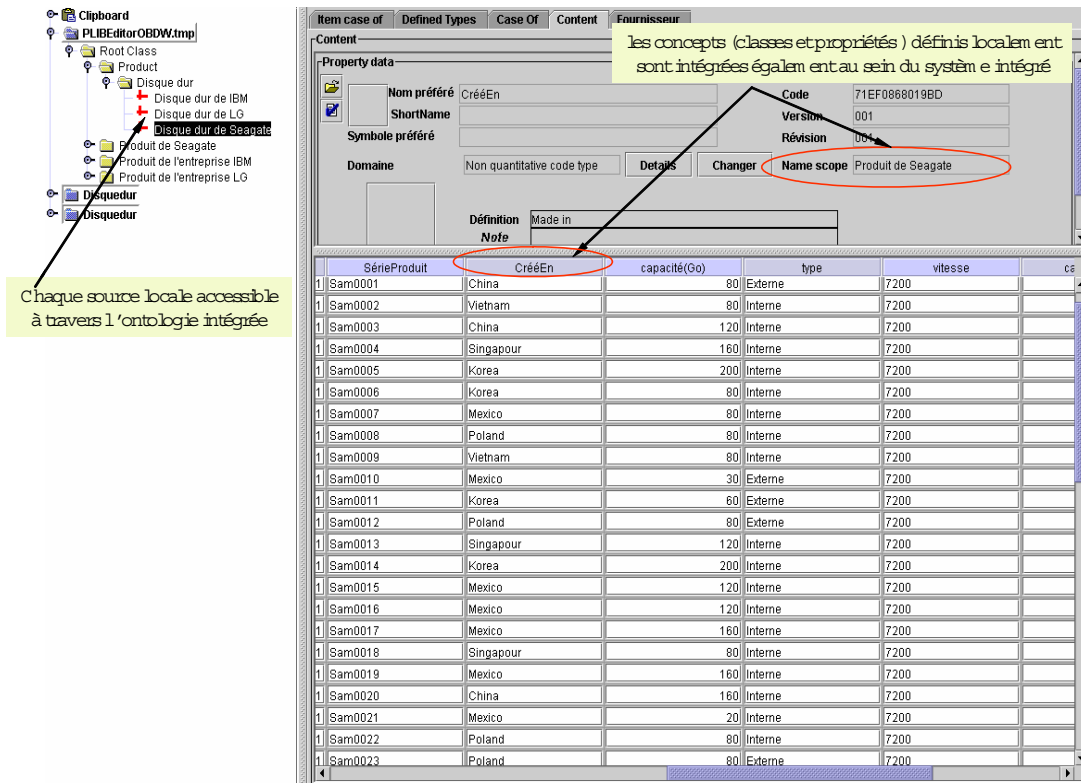 Clipboard
PLIBEditorOBDW.tmp
Root Class
Product
Disque dur
Disque dur de IBM
Disque dur de LG
Disque dur de Seagate
Produit de Seagate
Produit de l'entreprise IBM
Produit de l'entreprise LG
Disquedur
Disquedur
Chaque source locale accessible
à travers l'ontologie intégrée
Item case of Defined Types Case Of Content Fournisseur
Content
les concepts (classes et propriétés) définis localement
sont intégrées également au sein du système intégré
Property data
Nom préféré CrééEn Code 71EF0868019BD
ShortName Version 001
Symbole préféré Révision 001
Domaine Non quantitative code type Details Changer Name scope Produit de Seagate
Définition Made in
Note
SérieProduit CrééEn capacité(Go) type vitesse ca
1 Sam0001 China 80 Externe 7200
1 Sam0002 Vietnam 80 Interne 7200
1 Sam0003 China 120 Interne 7200
1 Sam0004 Singapour 160 Interne 7200
1 Sam0005 Korea 200 Interne 7200
1 Sam0006 Korea 80 Interne 7200
1 Sam0007 Mexico 80 Interne 7200
1 Sam0008 Poland 80 Interne 7200
1 Sam0009 Vietnam 80 Interne 7200
1 Sam0010 Mexico 30 Externe 7200
1 Sam0011 Korea 60 Externe 7200
1 Sam0012 Poland 80 Externe 7200
1 Sam0013 Singapour 120 Interne 7200
1 Sam0014 Korea 200 Interne 7200
1 Sam0015 Mexico 120 Interne 7200
1 Sam0016 Mexico 120 Interne 7200
1 Sam0017 Mexico 160 Interne 7200
1 Sam0018 Singapour 80 Interne 7200
1 Sam0019 Mexico 160 Interne 7200
1 Sam0020 China 160 Interne 7200
1 Sam0021 Mexico 20 Interne 7200
1 Sam0022 Poland 80 Interne 7200
1 Sam0023 Poland 80 Externe 7200